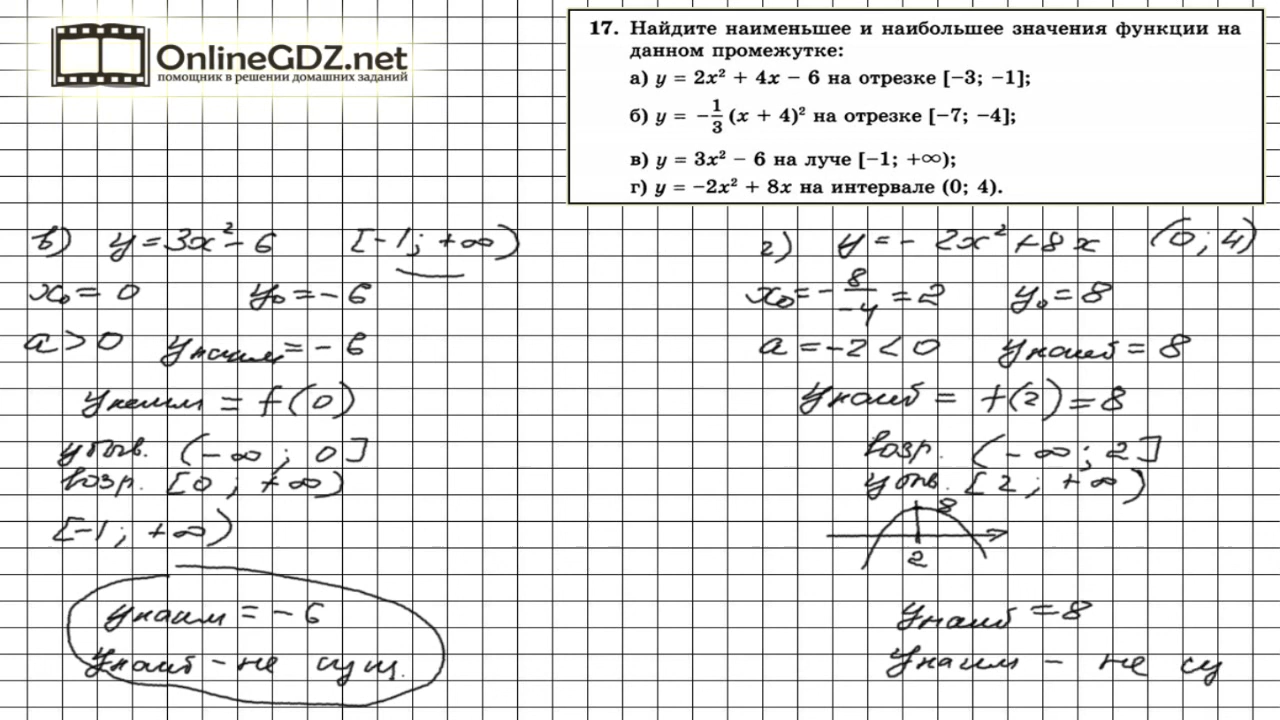 OnlineGDZ.net
помощник в решении домашних заданий
17. Найдите наименьшее и наибольшее значения функции на
данном промежутке:
а) y = 2x² + 4x − 6 на отрезке [−3; −1];
б) y = −1/3 (x + 4)² на отрезке [−7; −4];
в) y = 3x² − 6 на луче [−1; +∞);
г) y = −2x² + 8x на интервале (0; 4).
в) y = 3x² − 6 [−1; +∞)
x₀ = 0 y₀ = −6
a > 0 yнаим = −6
yнаим = f(0)
убыв. (−∞; 0]
возр. [0; +∞)
[−1; +∞)
yнаим = −6
yнаиб − не сущ.
г) y = −2x² + 8x (0; 4)
x₀ = −8/−4 = 2 y₀ = 8
a = −2 < 0 yнаиб = 8
yнаиб = f(2) = 8
возр. (−∞; 2]
убыв. [2; +∞)
8
2
yнаиб = 8
yнаим − не су